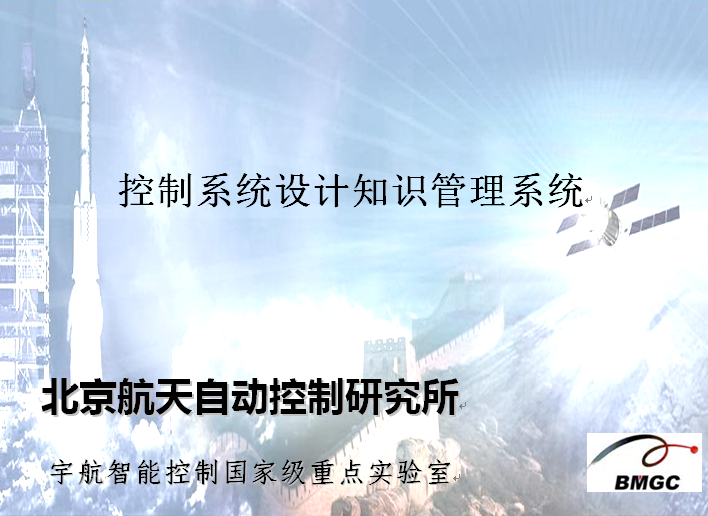 控制系统设计知识管理系统
北京航天自动控制研究所
宇航智能控制国家级重点实验室
BMGC